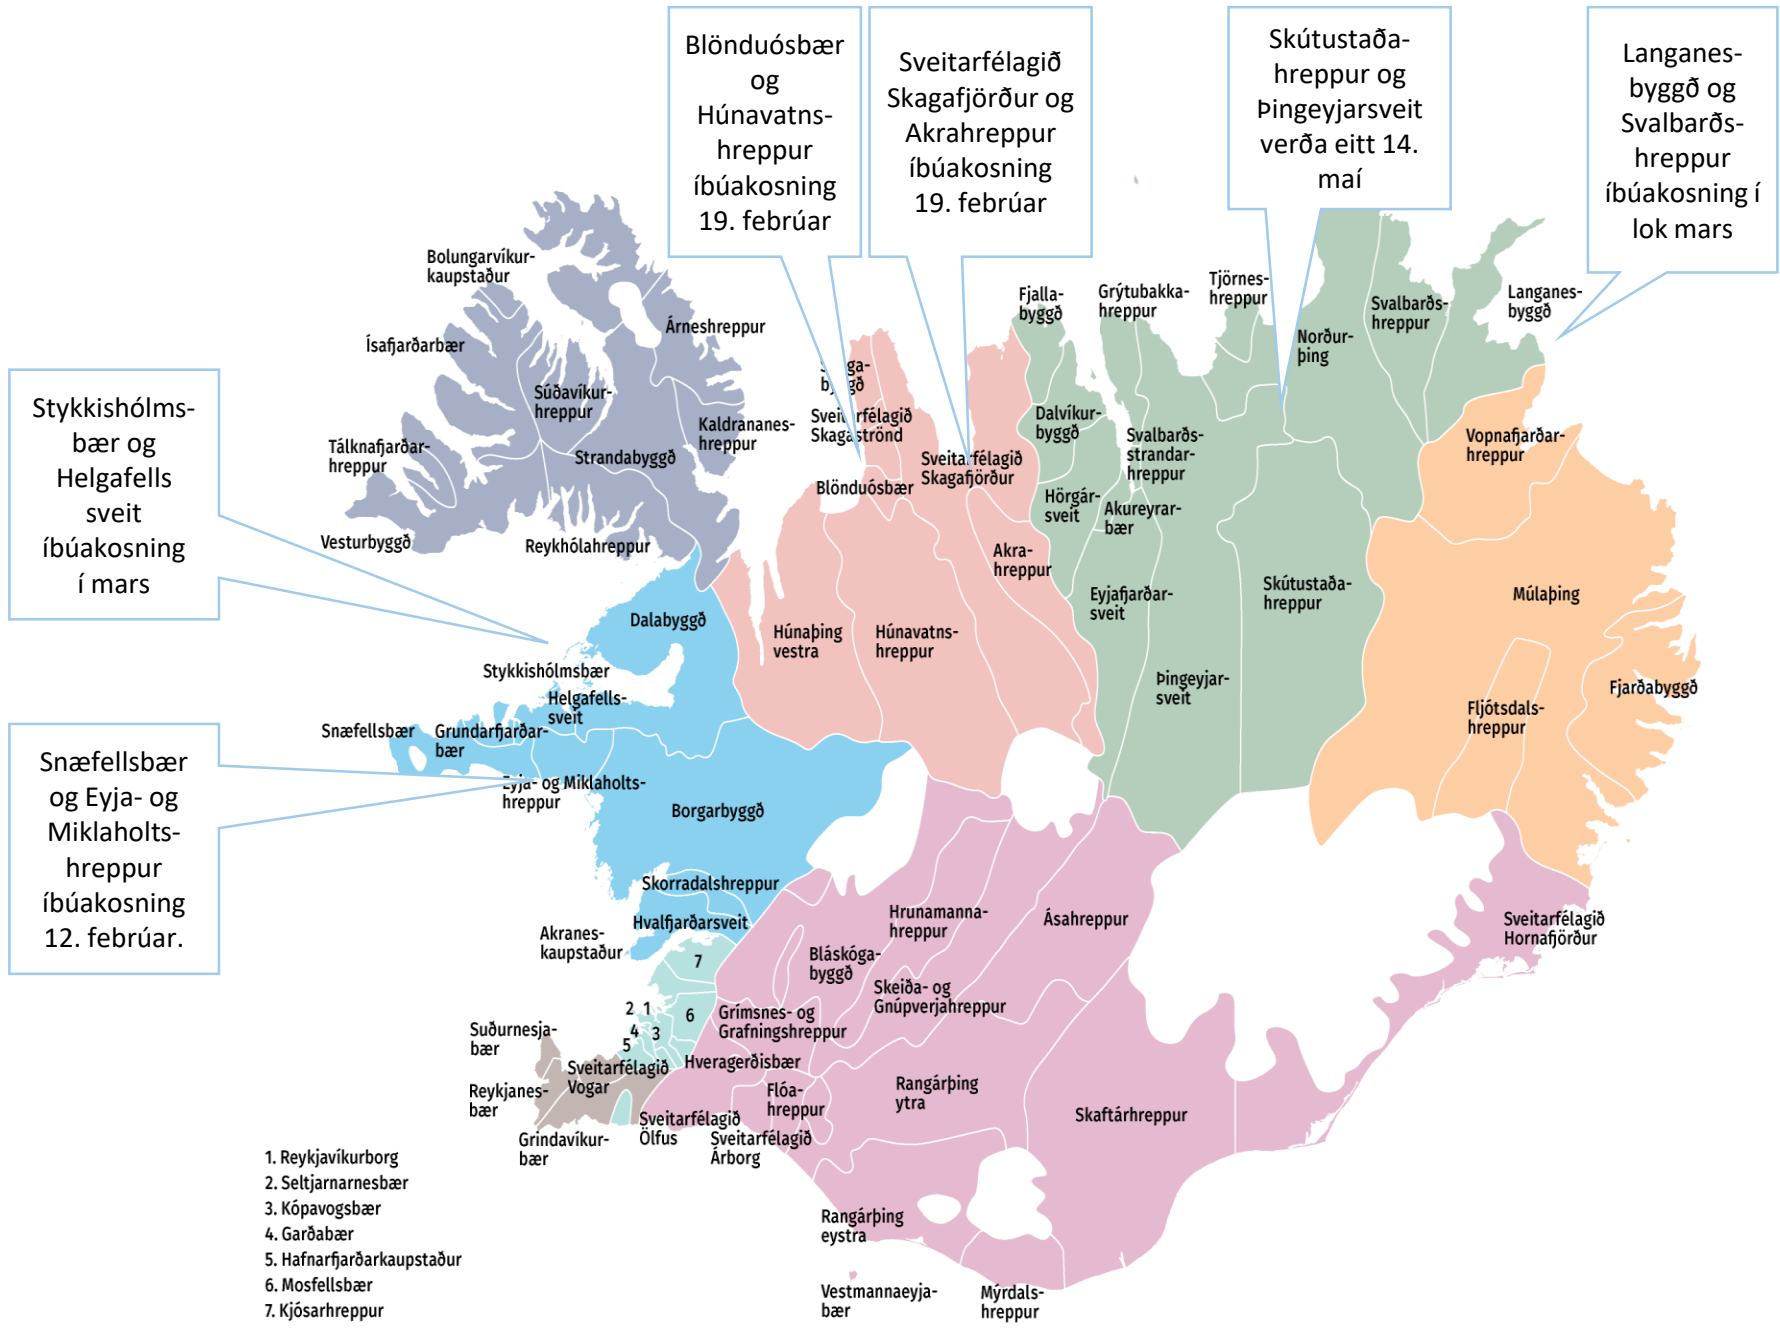 Blönduósbær
og
Húnavatns-
hreppur
íbúakosning
19. febrúar
Sveitarfélagið
Skagafjörður og
Akrahreppur
íbúakosning
19. febrúar
Skútustaða-
hreppur og
Þingeyjarsveit
verða eitt 14.
maí
Langanes-
byggð og
Svalbarðs-
hreppur
íbúakosning í
lok mars
Stykkishólms-
bær og
Helgafells
sveit
íbúakosning
í mars
Snæfellsbær
og Eyja- og
Miklaholts-
hreppur
íbúakosning
12. febrúar.
Bolungarvíkur-
kaupstaður
Árneshreppur
Ísafjarðarbær
Súðavíkur-
hreppur
Kaldrananes-
hreppur
Tálknafjarðar-
hreppur
Strandabyggð
Vesturbyggð
Reykhólahreppur
Dalabyggð
Stykkishólmsbær
Helgafells-
sveit
Snæfellsbær
Grundarfjarðar-
bær
Eyja- og Miklaholts-
hreppur
Borgarbyggð
Skorradalshreppur
Hvalfjarðarsveit
Akranes-
kaupstaður
byggð
Sveitarfélagið
Skagaströnd
Blönduósbær
Sveitarfélagið
Skagafjörður
Akra-
hreppur
Húnaþing
vestra
Húnavatns-
hreppur
Fjalla-
byggð
Grýtubakka-
hreppur
Tjörnes-
hreppur
Norður-
þing
Svalbarðs-
hreppur
Langanes-
byggð
Dalvíkur-
byggð
Svalbarðs-
strandar-
hreppur
Hörgár-
sveit
Akureyrar-
bær
Eyjafjarðar-
sveit
Skútustaða-
hreppur
Þingeyjar-
sveit
Vopnafjarðar-
hreppur
Múlaþing
Fljótsdals-
hreppur
Fjarðabyggð
Sveitarfélagið
Hornafjörður
Hrunamanna-
hreppur
Ásahreppur
Bláskóga-
byggð
Skeiða- og
Gnúpverjahreppur
Grímsnes- og
Grafningshreppur
Hveragerðisbær
Flóa-
hreppur
Rangárþing
ytra
Skaftárhreppur
Sveitarfélagið
Ölfus
Sveitarfélagið
Árborg
Rangárþing
eystra
Vestmannaeyja-
bær
Mýrdals-
hreppur
7
2
1
6
4
3
5
Suðurnesja-
bær
Sveitarfélagið
Vogar
Reykjanes-
bær
Grindavíkur-
bær
1. Reykjavíkurborg
2. Seltjarnarnesbær
3. Kópavogsbær
4. Garðabær
5. Hafnarfjarðarkaupstaður
6. Mosfellsbær
7. Kjósarhreppur